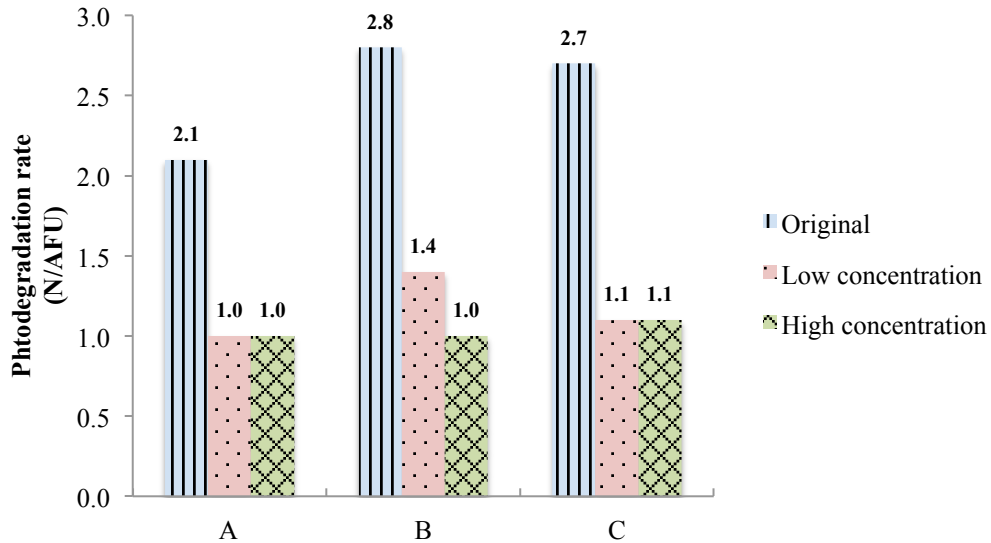 3.0
2.5
2.0
1.5
1.0
0.5
0.0
Phtodegradation rate
(N/AFU)
2.1
1.0
1.0
2.8
1.4
1.0
2.7
1.1
1.1
A
B
C
Original
Low concentration
High concentration